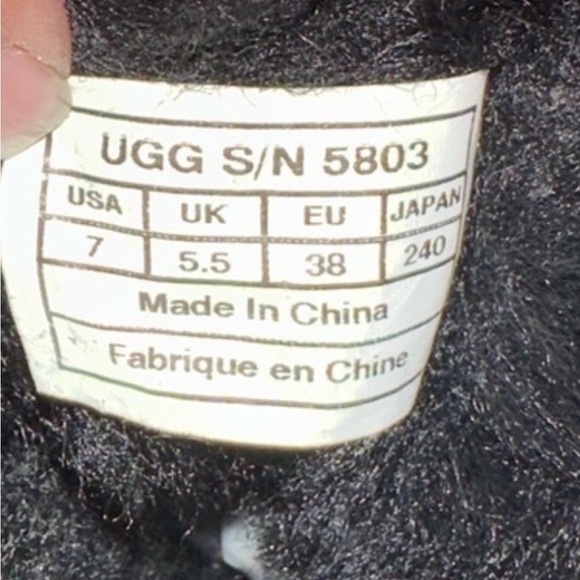 UGG S/N 5803
USA UK EU JAPAN
7 5.5 38 240
Made In China
Fabrique en Chine